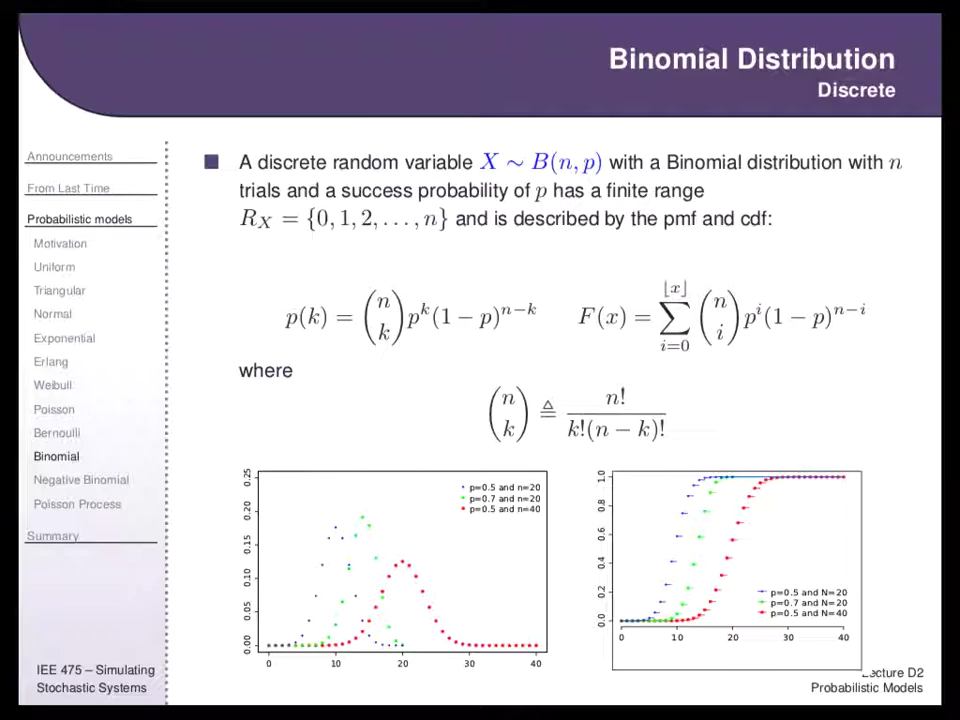 Binomial Distribution
Discrete
Announcements
From Last Time
Probabilistic models
Motivation
Uniform
Triangular
Normal
Exponential
Erlang
Weibull
Poisson
Bernoulli
Binomial
Negative Binomial
Poisson Process
Summary
IEE 475 – Simulating
Stochastic Systems
■ A discrete random variable X ∼ B(n, p) with a Binomial distribution with n
trials and a success probability of p has a finite range
R_X = {0, 1, 2, . . . , n} and is described by the pmf and cdf:
p(k) = (n k) p^k (1 − p)^{n−k} F(x) = ∑_{i=0}^{⌊x⌋} (n i) p^i (1 − p)^{n−i}
where
(n k) ≜ n! / k!(n − k)!
0.25
0.20
0.15
0.10
0.05
0.00
0 10 20 30 40
p=0.5 and n=20
p=0.7 and n=20
p=0.5 and n=40
1.0
0.8
0.6
0.4
0.2
0.0
0 10 20 30 40
p=0.5 and N=20
p=0.7 and N=20
p=0.5 and N=40
D2
Probabilistic Models